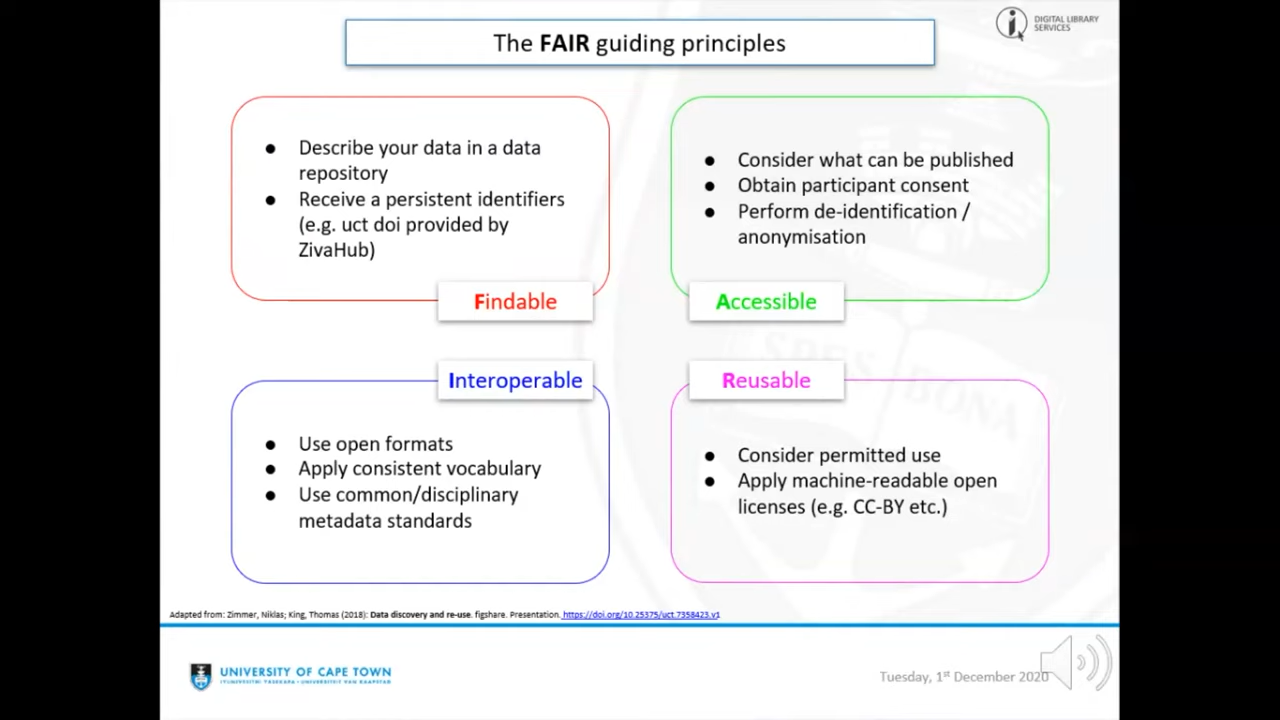 The FAIR guiding principles
DIGITAL LIBRARY
SERVICES
● Describe your data in a data
repository
● Receive a persistent identifiers
(e.g. uct doi provided by
ZivaHub)
Findable
● Consider what can be published
● Obtain participant consent
● Perform de-identification /
anonymisation
Accessible
Interoperable
● Use open formats
● Apply consistent vocabulary
● Use common/disciplinary
metadata standards
Reusable
● Consider permitted use
● Apply machine-readable open
licenses (e.g. CC-BY etc.)
SPES BONA
Adapted from: Zimmer, Niklas; King, Thomas (2018): Data discovery and re-use. figshare. Presentation. https://doi.org/10.25375/uct.7358423.v1
UNIVERSITY OF CAPE TOWN
Tuesday, 1st December 2020